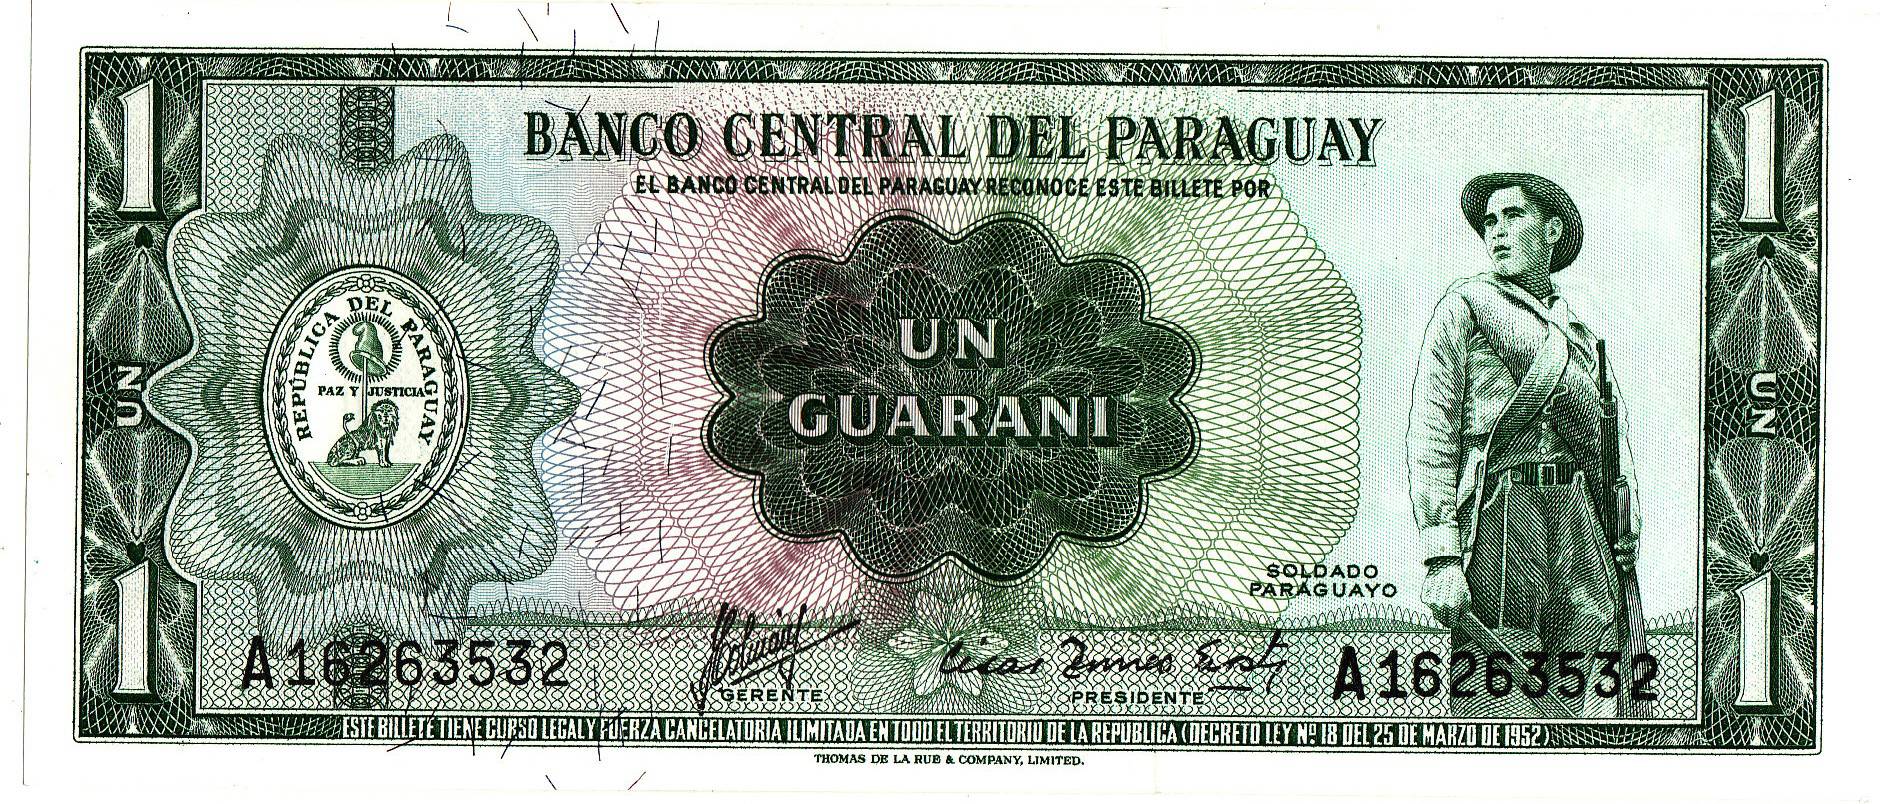 1
1
BANCO CENTRAL DEL PARAGUAY
EL BANCO CENTRAL DEL PARAGUAY RECONOCE ESTE BILLETE POR
REPÚBLICA DEL PARAGUAY
PAZ Y JUSTICIA
UN
UN
UN
GUARANI
SOLDADO
PARAGUAYO
1
1
A16263532
GERENTE
PRESIDENTE
A16263532
ESTE BILLETE TIENE CURSO LEGAL Y FUERZA CANCELATORIA ILIMITADA EN TODO EL TERRITORIO DE LA REPUBLICA (DECRETO LEY Nº 18 DEL 25 DE MARZO DE 1952)
THOMAS DE LA RUE & COMPANY, LIMITED.